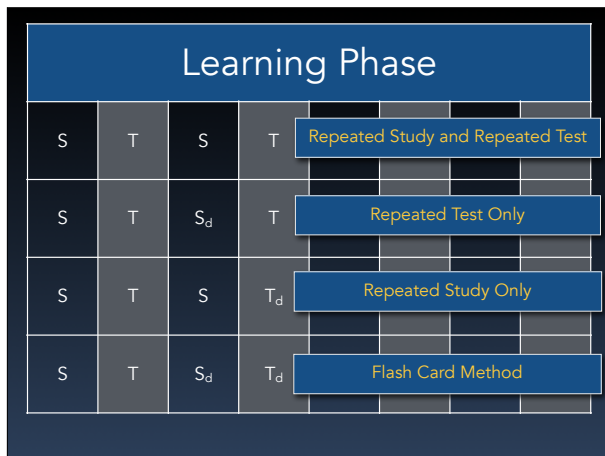 Learning Phase
S T S T Repeated Study and Repeated Test
S T Sd T Repeated Test Only
S T S Td Repeated Study Only
S T Sd Td Flash Card Method